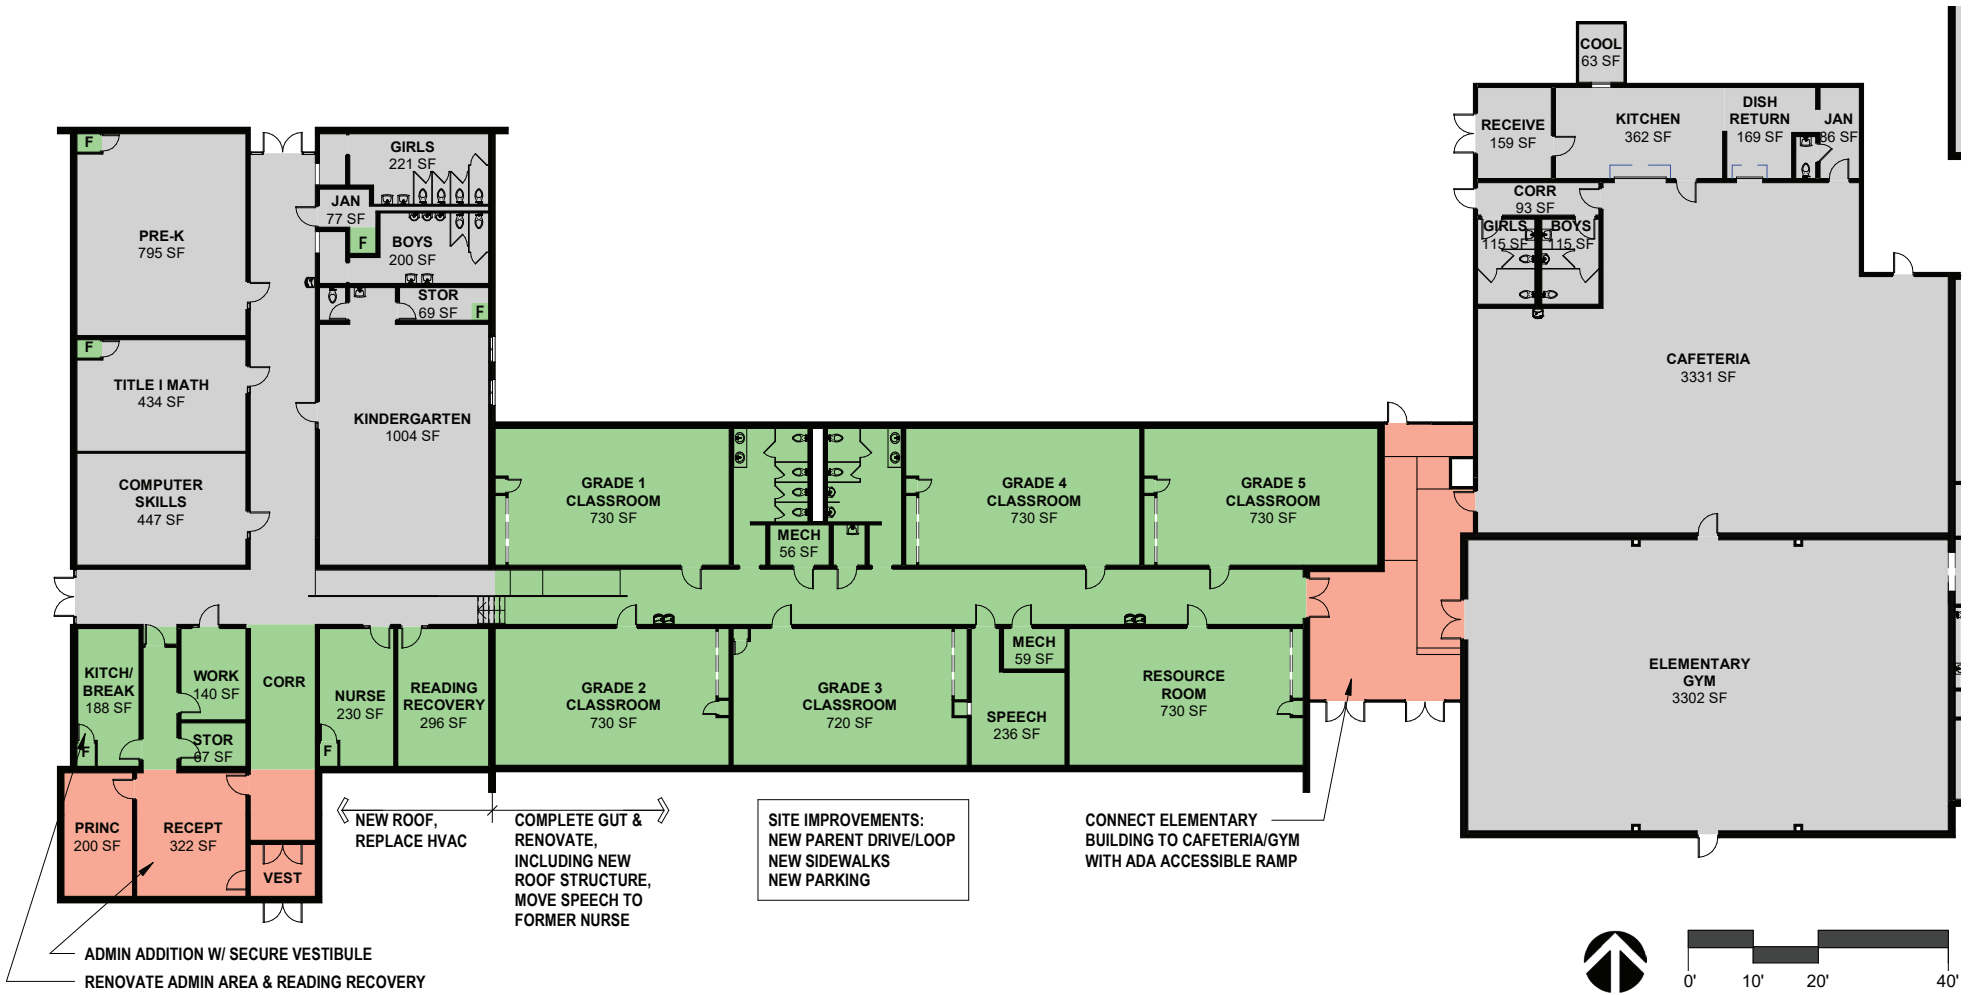 COOL
63 SF
RECEIVE
159 SF
KITCHEN
362 SF
DISH
RETURN
169 SF
JAN
86 SF
CORR
93 SF
GIRLS
115 SF
BOYS
115 SF
CAFETERIA
3331 SF
ELEMENTARY
GYM
3302 SF
F
PRE-K
795 SF
GIRLS
221 SF
JAN
77 SF
F
BOYS
200 SF
STOR
69 SF
F
F
TITLE I MATH
434 SF
KINDERGARTEN
1004 SF
COMPUTER
SKILLS
447 SF
GRADE 1
CLASSROOM
730 SF
MECH
56 SF
GRADE 4
CLASSROOM
730 SF
GRADE 5
CLASSROOM
730 SF
KITCH/
BREAK
188 SF
F
WORK
140 SF
STOR
67 SF
CORR
NURSE
230 SF
F
READING
RECOVERY
296 SF
GRADE 2
CLASSROOM
730 SF
GRADE 3
CLASSROOM
720 SF
MECH
59 SF
SPEECH
236 SF
RESOURCE
ROOM
730 SF
PRINC
200 SF
RECEPT
322 SF
VEST
NEW ROOF,
REPLACE HVAC
COMPLETE GUT &
RENOVATE,
INCLUDING NEW
ROOF STRUCTURE,
MOVE SPEECH TO
FORMER NURSE
SITE IMPROVEMENTS:
NEW PARENT DRIVE/LOOP
NEW SIDEWALKS
NEW PARKING
CONNECT ELEMENTARY
BUILDING TO CAFETERIA/GYM
WITH ADA ACCESSIBLE RAMP
ADMIN ADDITION W/ SECURE VESTIBULE
RENOVATE ADMIN AREA & READING RECOVERY
0' 10' 20' 40'